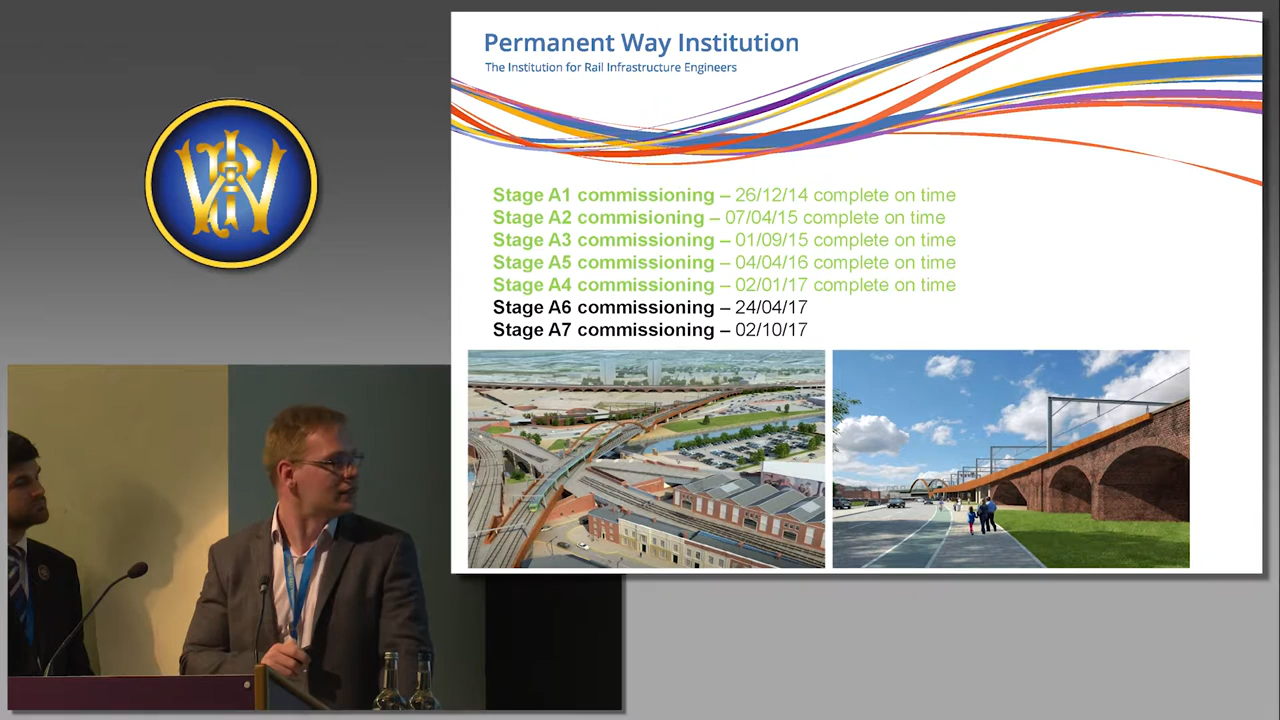 Permanent Way Institution
The Institution for Rail Infrastructure Engineers
Stage A1 commissioning – 26/12/14 complete on time
Stage A2 commisioning – 07/04/15 complete on time
Stage A3 commissioning – 01/09/15 complete on time
Stage A5 commissioning – 04/04/16 complete on time
Stage A4 commissioning – 02/01/17 complete on time
Stage A6 commissioning – 24/04/17
Stage A7 commissioning – 02/10/17